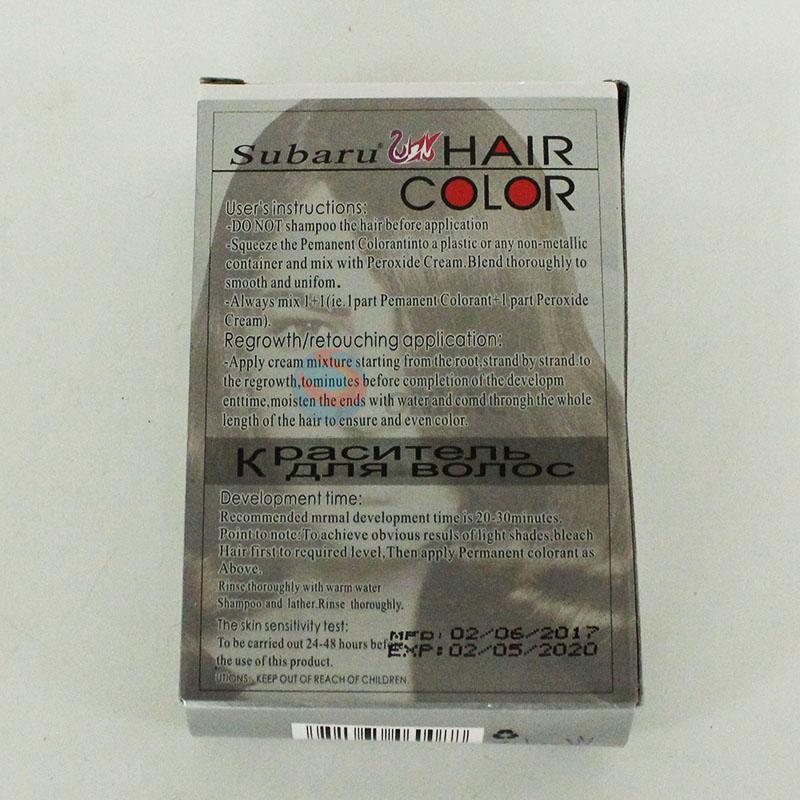 Subaru® HAIR
COLOR
User's instructions:
-DO NOT shampoo the hair before application
-Squeeze the Pemanent Colorantinto a plastic or any non-metallic
container and mix with Peroxide Cream.Blend thoroughly to
smooth and unifom.
-Always mix 1+1(ie.1part Pemanent Colorant+1 part Peroxide
Cream).
Regrowth/retouching application:
-Apply cream mixture starting from the root,strand by strand.to
the regrowth,tominutes before completion of the developm
enttime,moisten the ends with water and comd throngh the whole
length of the hair to ensure and even color.
Краситель
для волос
Development time:
Recommended mrmal development time is 20-30minutes.
Point to note:To achieve obvious resuls of light shades,bleach
Hair first to required level,Then apply Permanent colorant as
Above.
Rinse thoroughly with warm water
Shampoo and lather.Rinse thoroughly.
The skin sensitivity test:
MFD: 02/06/2017
To be carried out 24-48 hours bef
EXP: 02/05/2020
the use of this product.
UTIONS: KEEP OUT OF REACH OF CHILDREN.